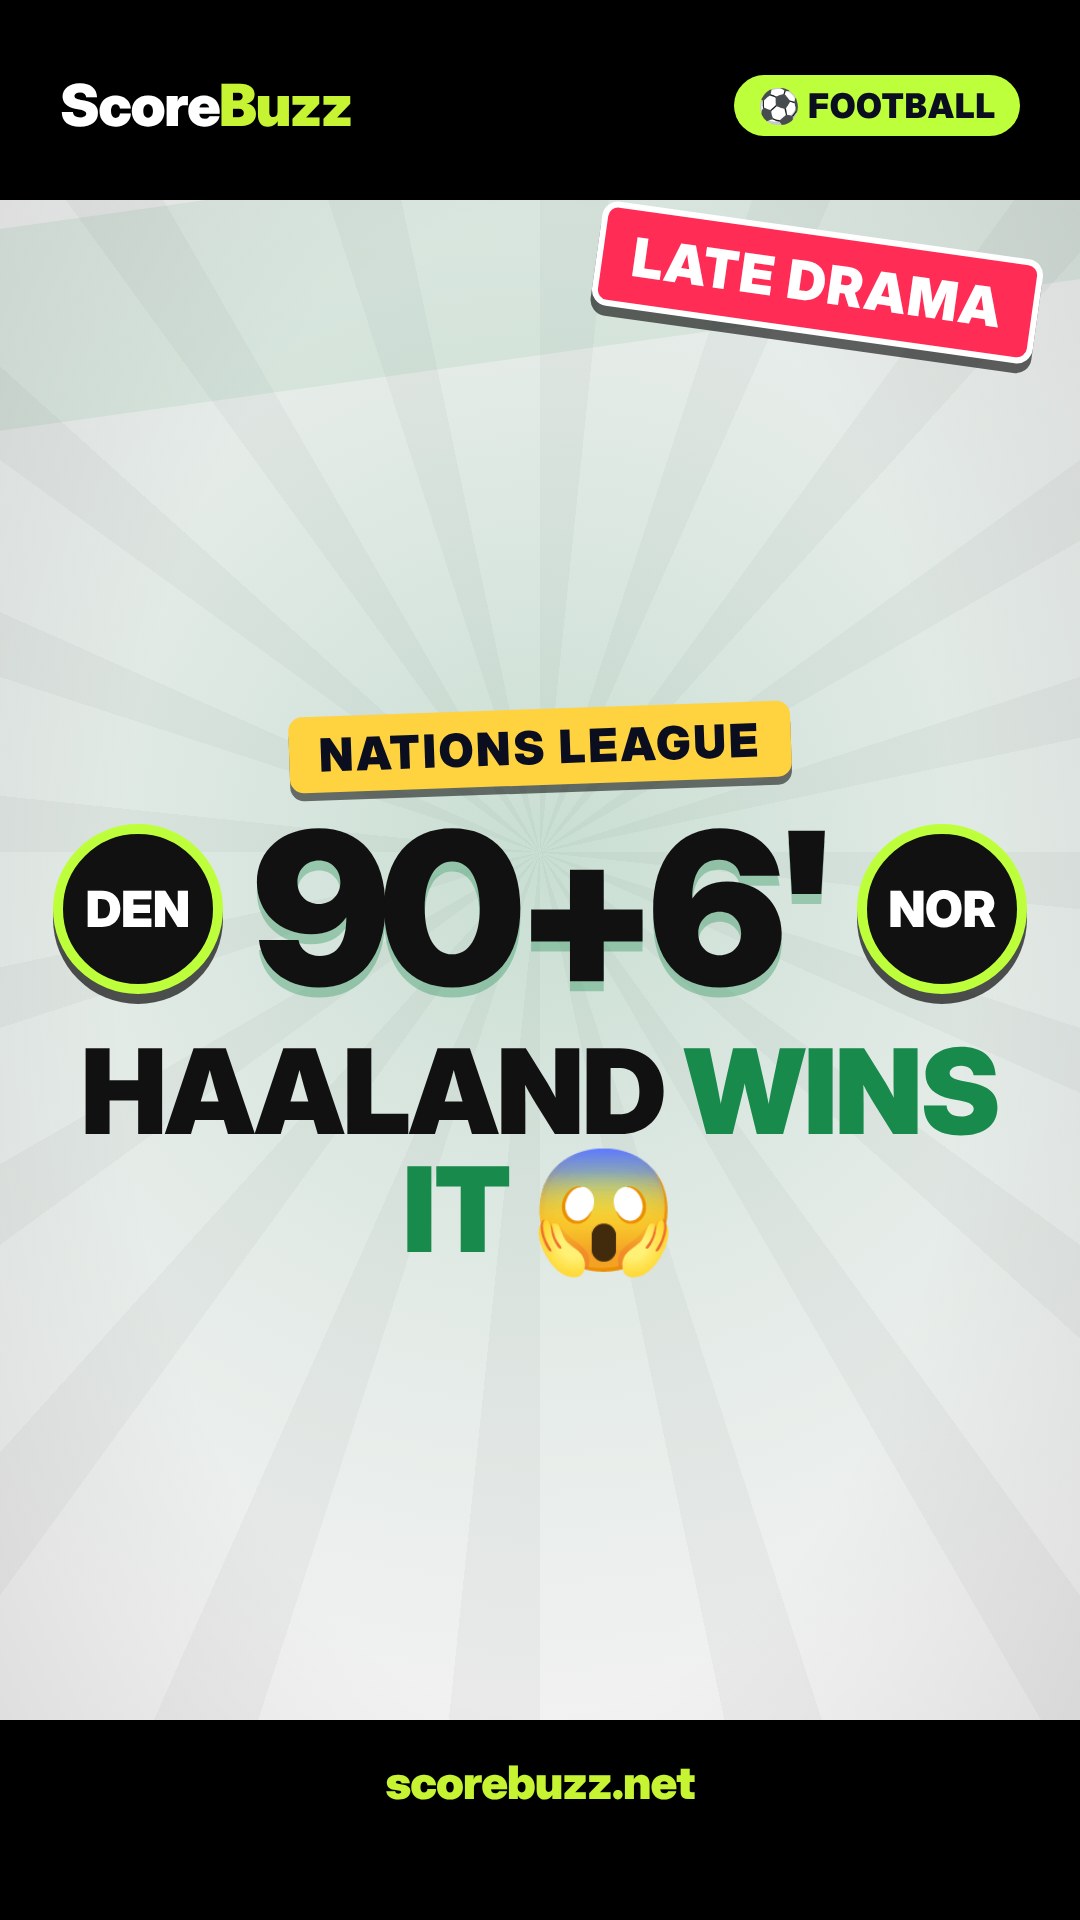 ScoreBuzz
⚽ FOOTBALL
LATE DRAMA
NATIONS LEAGUE
DEN
90+6'
NOR
HAALAND WINS
IT 😱
scorebuzz.net